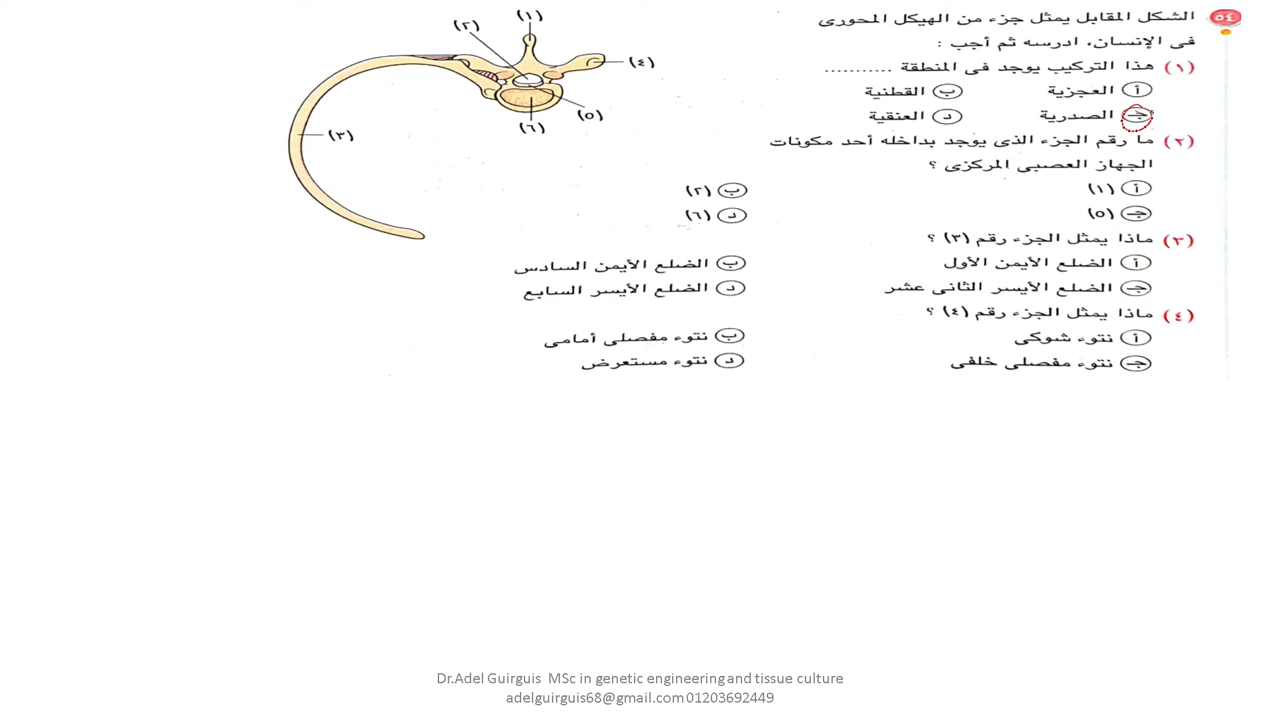 ٥٤ الشكل المقابل يمثل جزء من الهيكل المحورى
فى الإنسان، ادرسه ثم أجب :
(١) هذا التركيب يوجد فى المنطقة ...........
أ العجزية ب القطنية
جـ الصدرية د العنقية
(٢) ما رقم الجزء الذى يوجد بداخله أحد مكونات
الجهاز العصبى المركزى ؟
أ (١) ب (٢)
جـ (٥) د (٦)
(٣) ماذا يمثل الجزء رقم (٣) ؟
أ الضلع الأيمن الأول ب الضلع الأيمن السادس
جـ الضلع الأيسر الثانى عشر د الضلع الأيسر السابع
(٤) ماذا يمثل الجزء رقم (٤) ؟
أ نتوء شوكى ب نتوء مفصلى أمامى
جـ نتوء مفصلى خلفى د نتوء مستعرض
(١)
(٢)
(٤)
(٥)
(٦)
(٣)
Dr.Adel Guirguis MSc in genetic engineering and tissue culture
adelguirguis68@gmail.com 01203692449